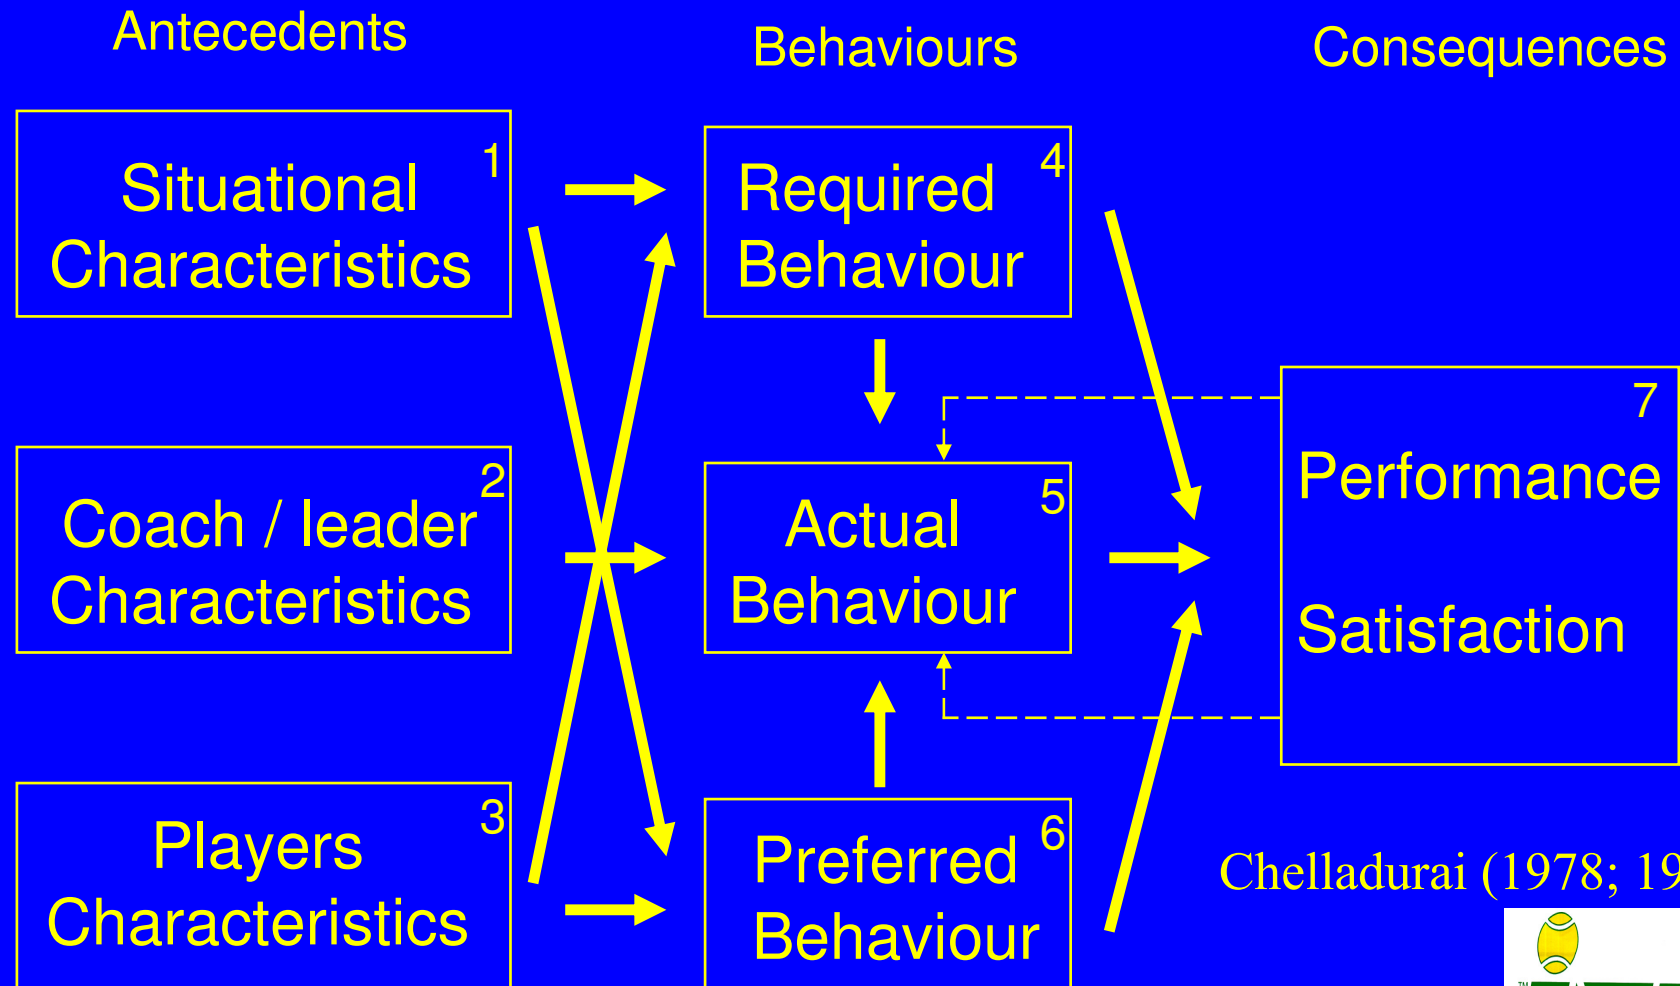 Antecedents
Behaviours
Consequences
1
Situational
Characteristics
4
Required
Behaviour
2
Coach / leader
Characteristics
5
Actual
Behaviour
7
Performance
Satisfaction
3
Players
Characteristics
6
Preferred
Behaviour
Chelladurai (1978; 19
TM